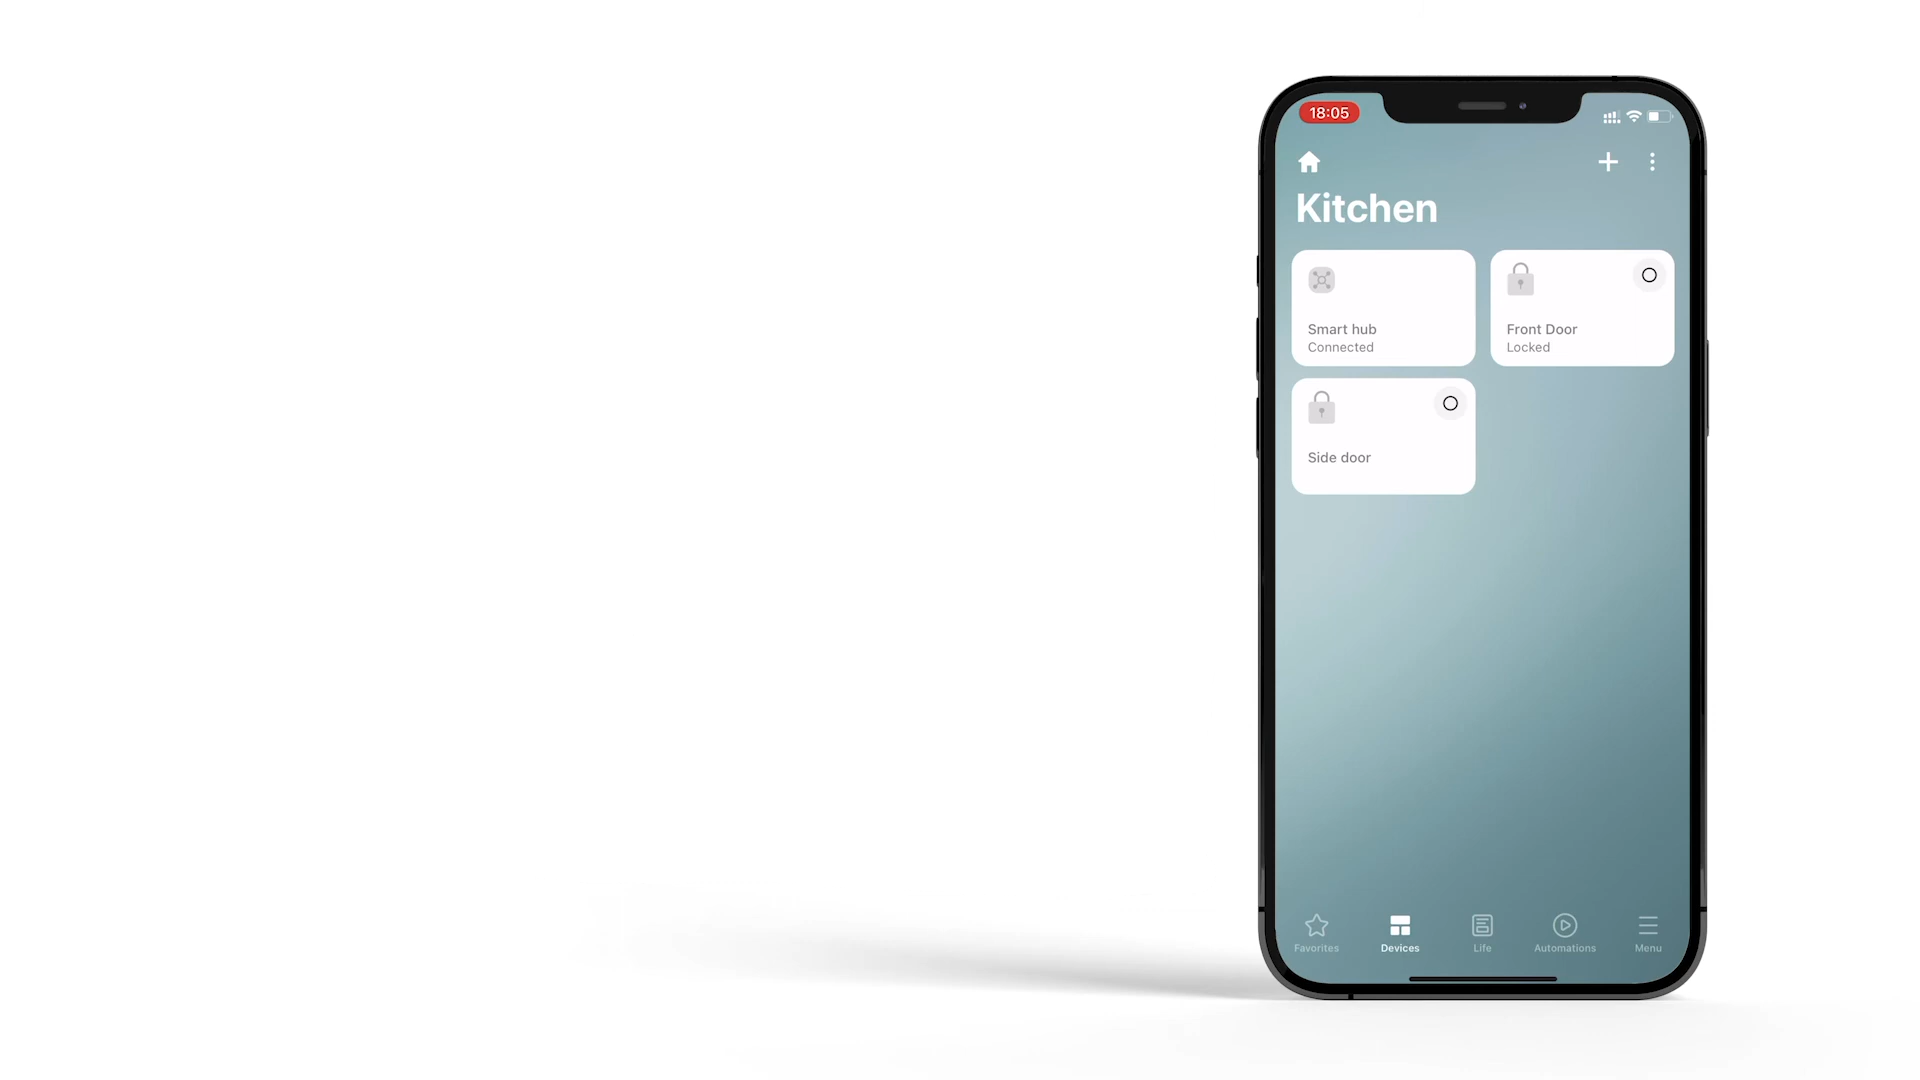 18:05
Kitchen
Smart hub
Connected
Front Door
Locked
Side door
Favorites
Devices
Life
Automations
Menu